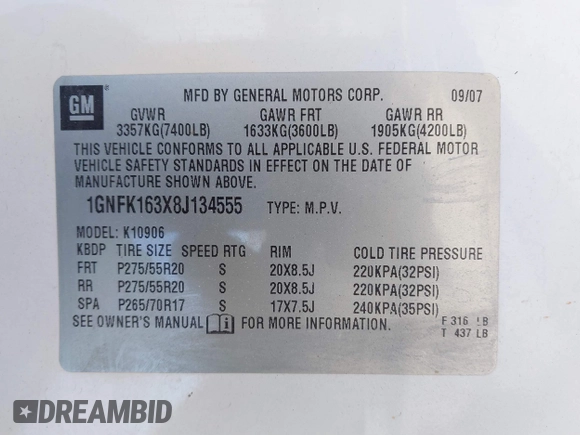 GM
MFD BY GENERAL MOTORS CORP. 09/07
GVWR GAWR FRT GAWR RR
3357KG(7400LB) 1633KG(3600LB) 1905KG(4200LB)
THIS VEHICLE CONFORMS TO ALL APPLICABLE U.S. FEDERAL MOTOR
VEHICLE SAFETY STANDARDS IN EFFECT ON THE DATE OF
MANUFACTURE SHOWN ABOVE.
1GNFK163X8J134555 TYPE: M.P.V.
MODEL: K10906
KBDP TIRE SIZE SPEED RTG RIM COLD TIRE PRESSURE
FRT P275/55R20 S 20X8.5J 220KPA(32PSI)
RR P275/55R20 S 20X8.5J 220KPA(32PSI)
SPA P265/70R17 S 17X7.5J 240KPA(35PSI)
SEE OWNER'S MANUAL i FOR MORE INFORMATION. F 316 LB
T 437 LB
DREAMBID